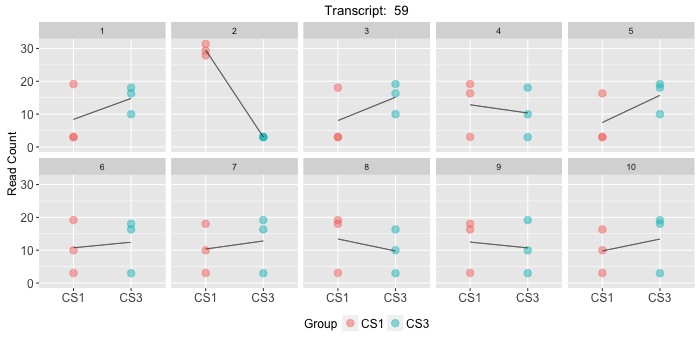 Transcript: 59
1 2 3 4 5
30
20
10
0
Read Count
6 7 8 9 10
30
20
10
0
CS1 CS3 CS1 CS3 CS1 CS3 CS1 CS3 CS1 CS3
Group CS1 CS3